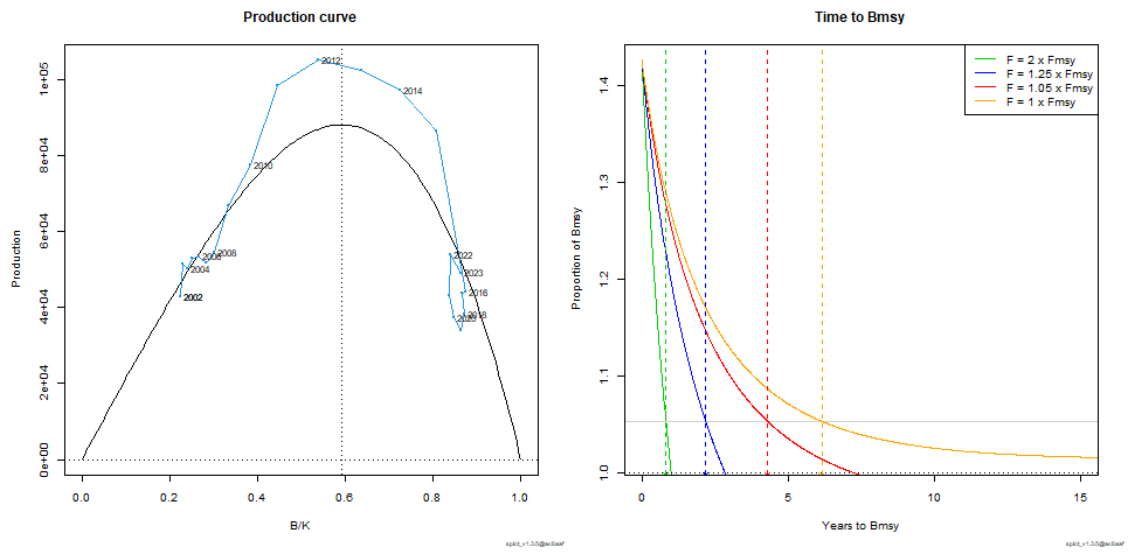 Production curve
Production
0e+00
2e+04
4e+04
6e+04
8e+04
1e+05
2012
2014
2010
2008
2006
2004
2002
2022
2023
2016
2018
2020
0.0 0.2 0.4 0.6 0.8 1.0
B/K
Time to Bmsy
Proportion of Bmsy
1.0
1.1
1.2
1.3
1.4
F = 2 x Fmsy
F = 1.25 x Fmsy
F = 1.05 x Fmsy
F = 1 x Fmsy
0 5 10 15
Years to Bmsy